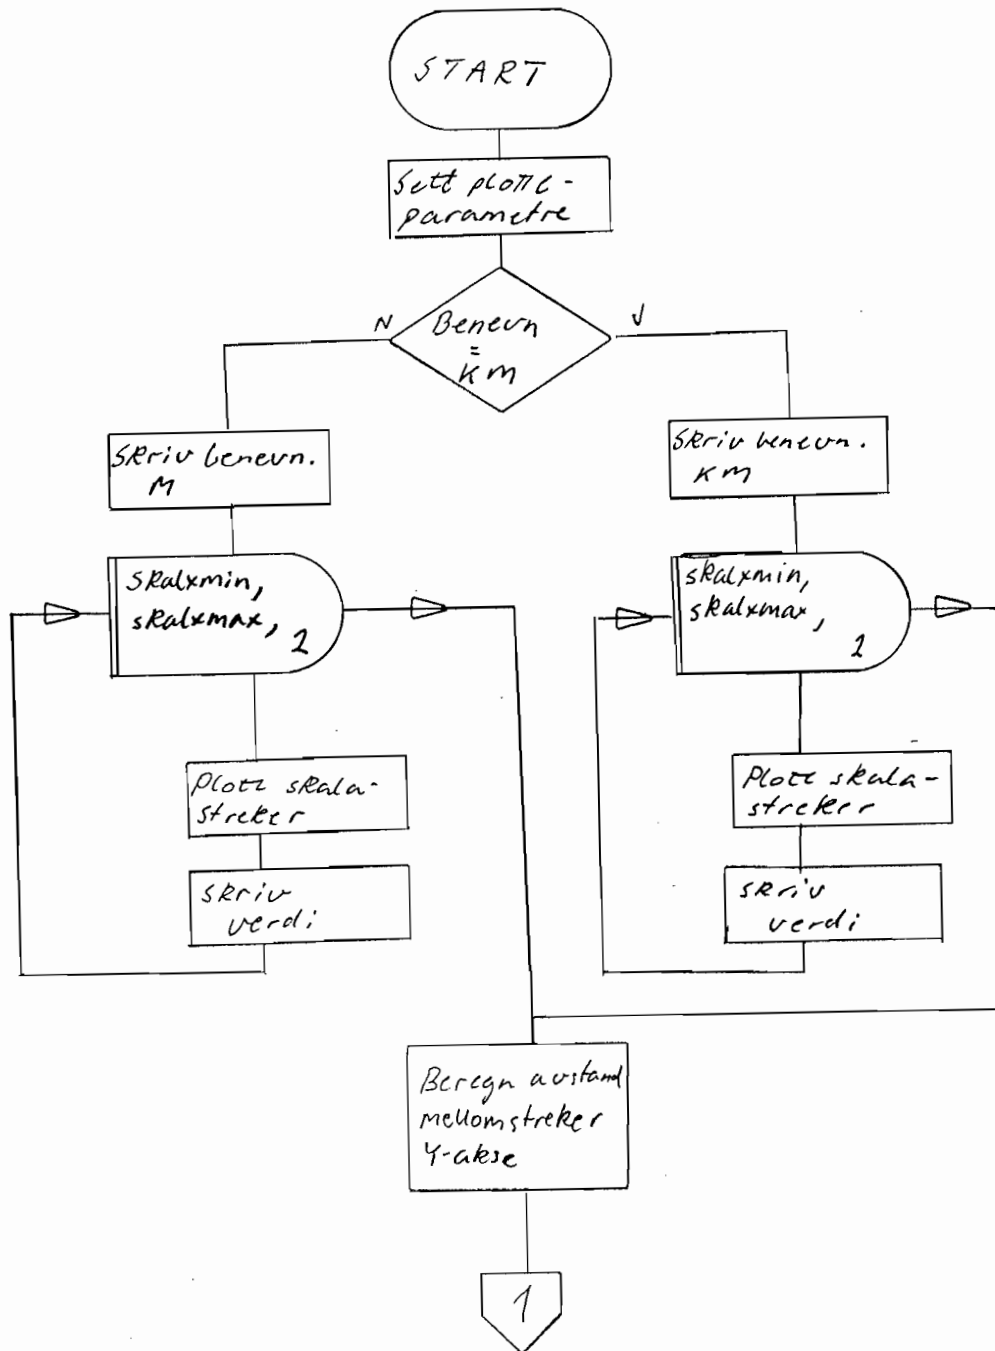 START
Sett plotte-
parametre
N
Benevn
=
KM
J
Skriv benevn.
M
Skriv benevn.
KM
skalxmin,
skalxmax,
2
skalxmin,
skalxmax,
1
Plott skala-
streker
Plott skala-
streker
skriv
verdi
skriv
verdi
Beregn avstand
mellomstreker
Y-akse
1